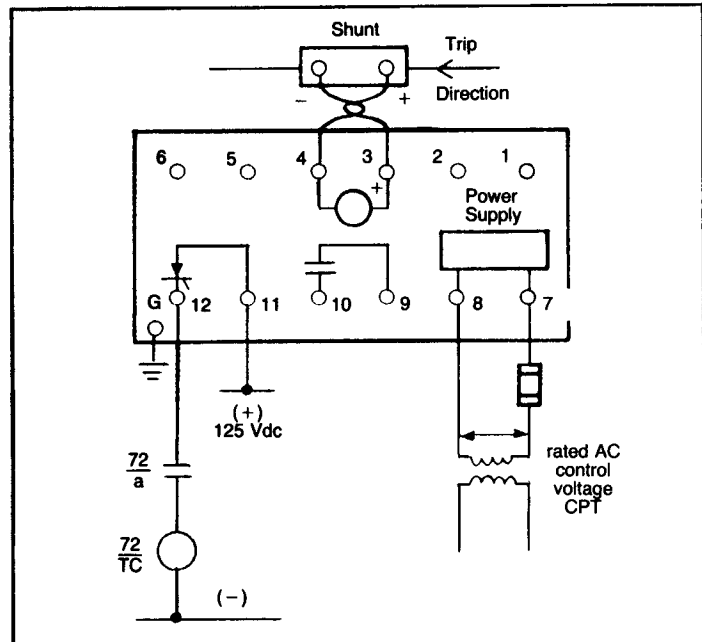 Shunt
Trip
Direction
- +
6 5 4 3 2 1
+
Power
Supply
G 12 11 10 9 8 7
(+)
125 Vdc
72
a
rated AC
control
voltage
CPT
72
TC
(-)